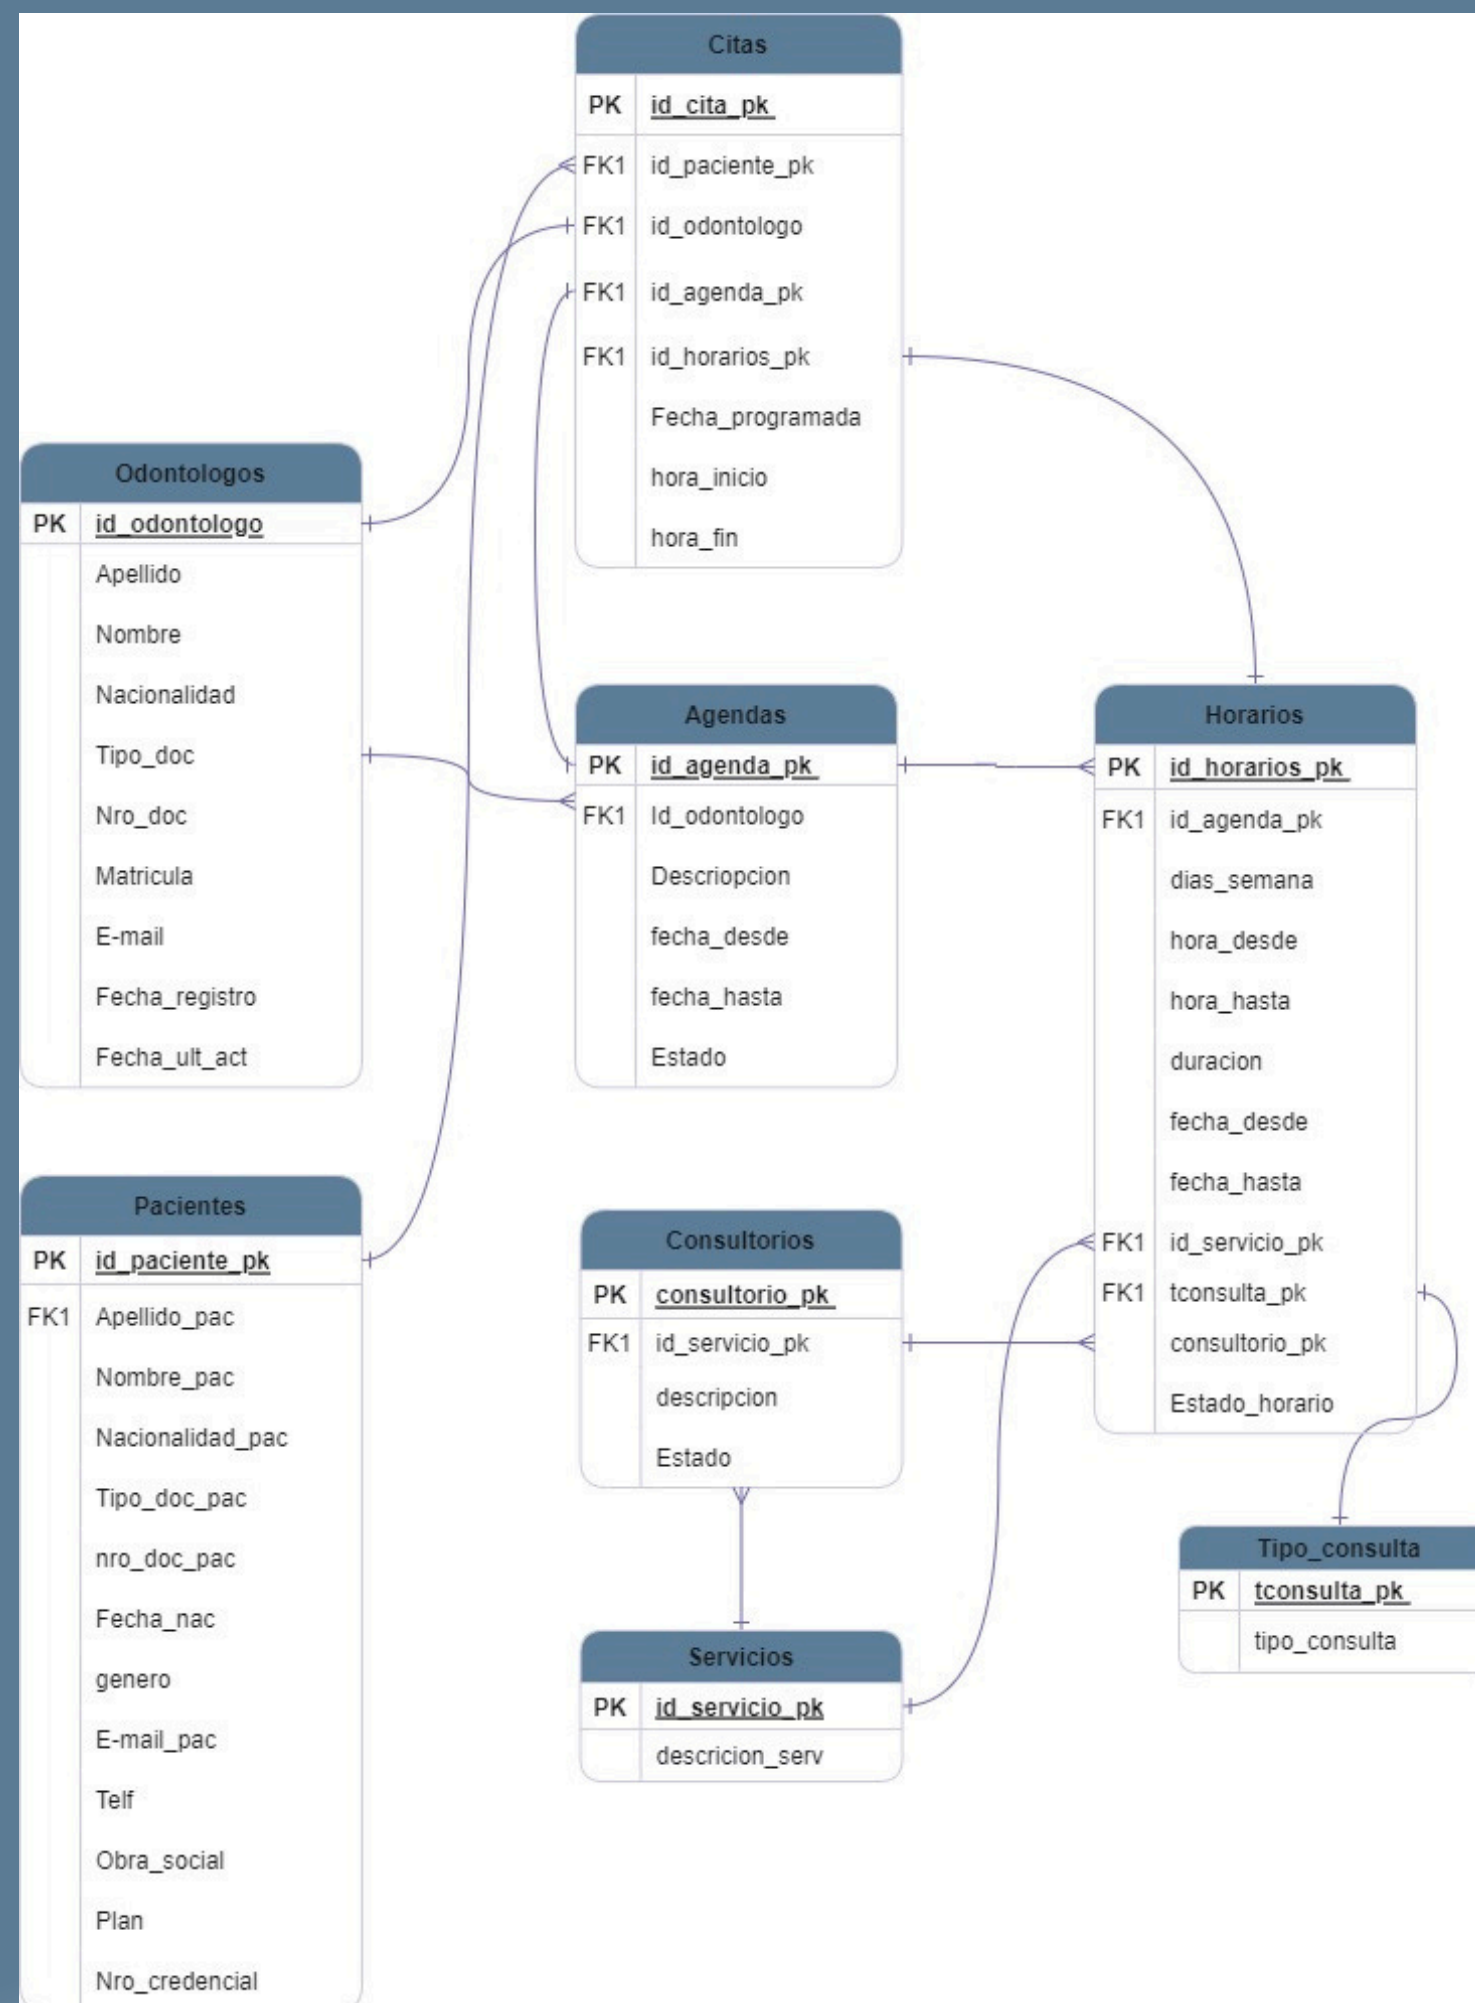 Citas
PK id_cita_pk
FK1 id_paciente_pk
FK1 id_odontologo
FK1 id_agenda_pk
FK1 id_horarios_pk
Fecha_programada
hora_inicio
hora_fin
Odontologos
PK id_odontologo
Apellido
Nombre
Nacionalidad
Tipo_doc
Nro_doc
Matricula
E-mail
Fecha_registro
Fecha_ult_act
Agendas
PK id_agenda_pk
FK1 Id_odontologo
Descriopcion
fecha_desde
fecha_hasta
Estado
Horarios
PK id_horarios_pk
FK1 id_agenda_pk
dias_semana
hora_desde
hora_hasta
duracion
fecha_desde
fecha_hasta
FK1 id_servicio_pk
FK1 tconsulta_pk
consultorio_pk
Estado_horario
Pacientes
PK id_paciente_pk
FK1 Apellido_pac
Nombre_pac
Nacionalidad_pac
Tipo_doc_pac
nro_doc_pac
Fecha_nac
genero
E-mail_pac
Telf
Obra_social
Plan
Nro_credencial
Consultorios
PK consultorio_pk
FK1 id_servicio_pk
descripcion
Estado
Servicios
PK id_servicio_pk
descricion_serv
Tipo_consulta
PK tconsulta_pk
tipo_consulta